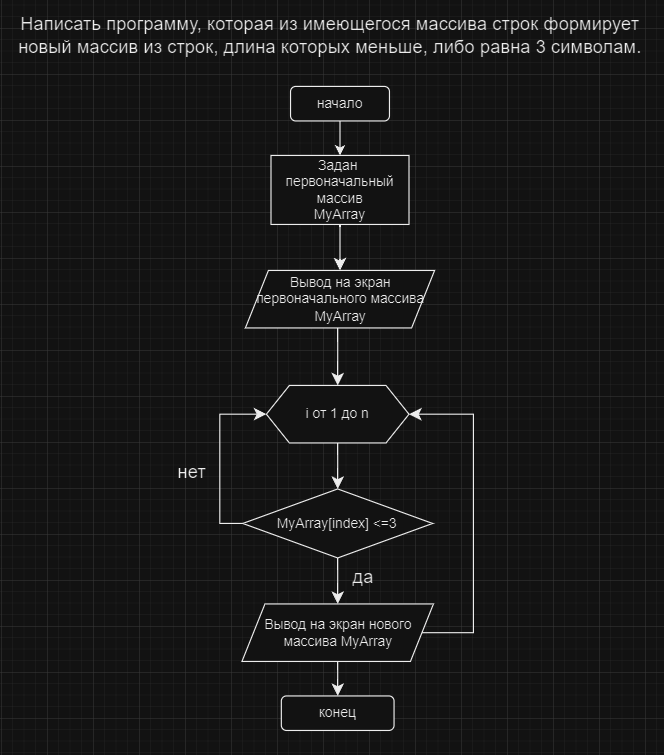 Написать программу, которая из имеющегося массива строк формирует
новый массив из строк, длина которых меньше, либо равна 3 символам.
начало
Задан
первоначальный
массив
MyArray
Вывод на экран
первоначального массива
MyArray
i от 1 до n
нет
MyArray[index] <=3
да
Вывод на экран нового
массива MyArray
конец